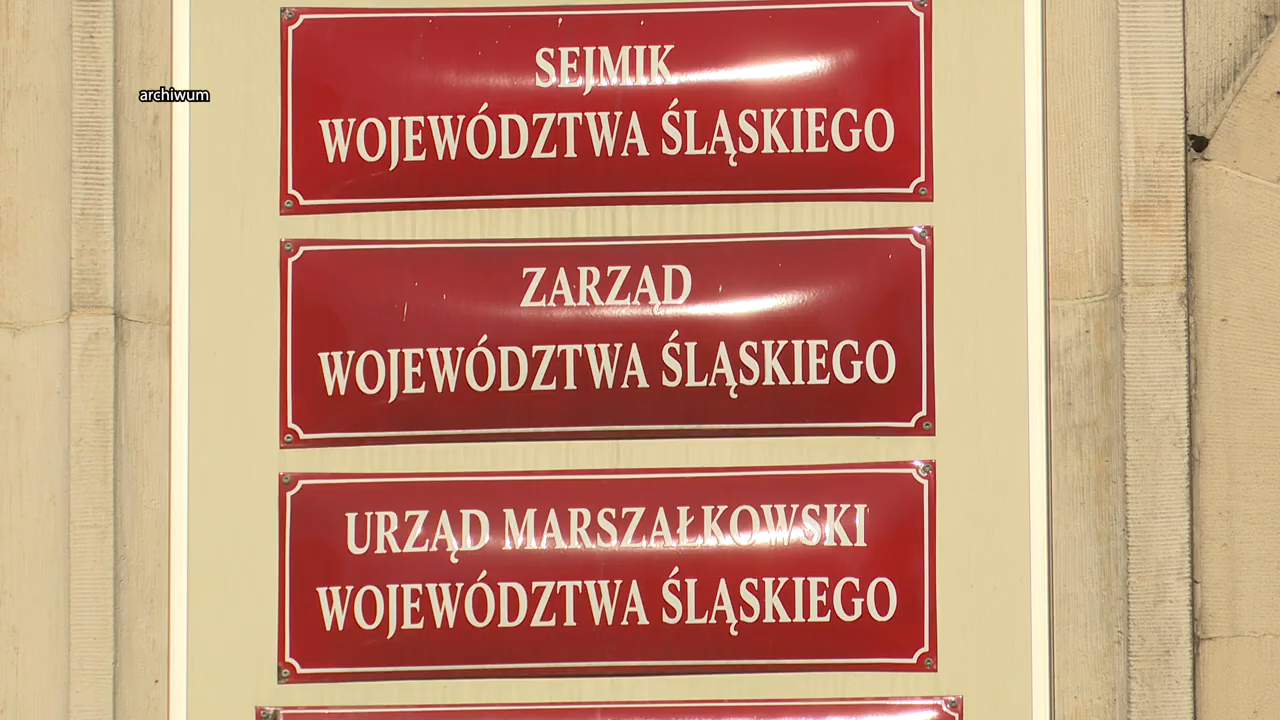 archiwum
SEJMIK
WOJEWÓDZTWA ŚLĄSKIEGO
ZARZĄD
WOJEWÓDZTWA ŚLĄSKIEGO
URZĄD MARSZAŁKOWSKI
WOJEWÓDZTWA ŚLĄSKIEGO